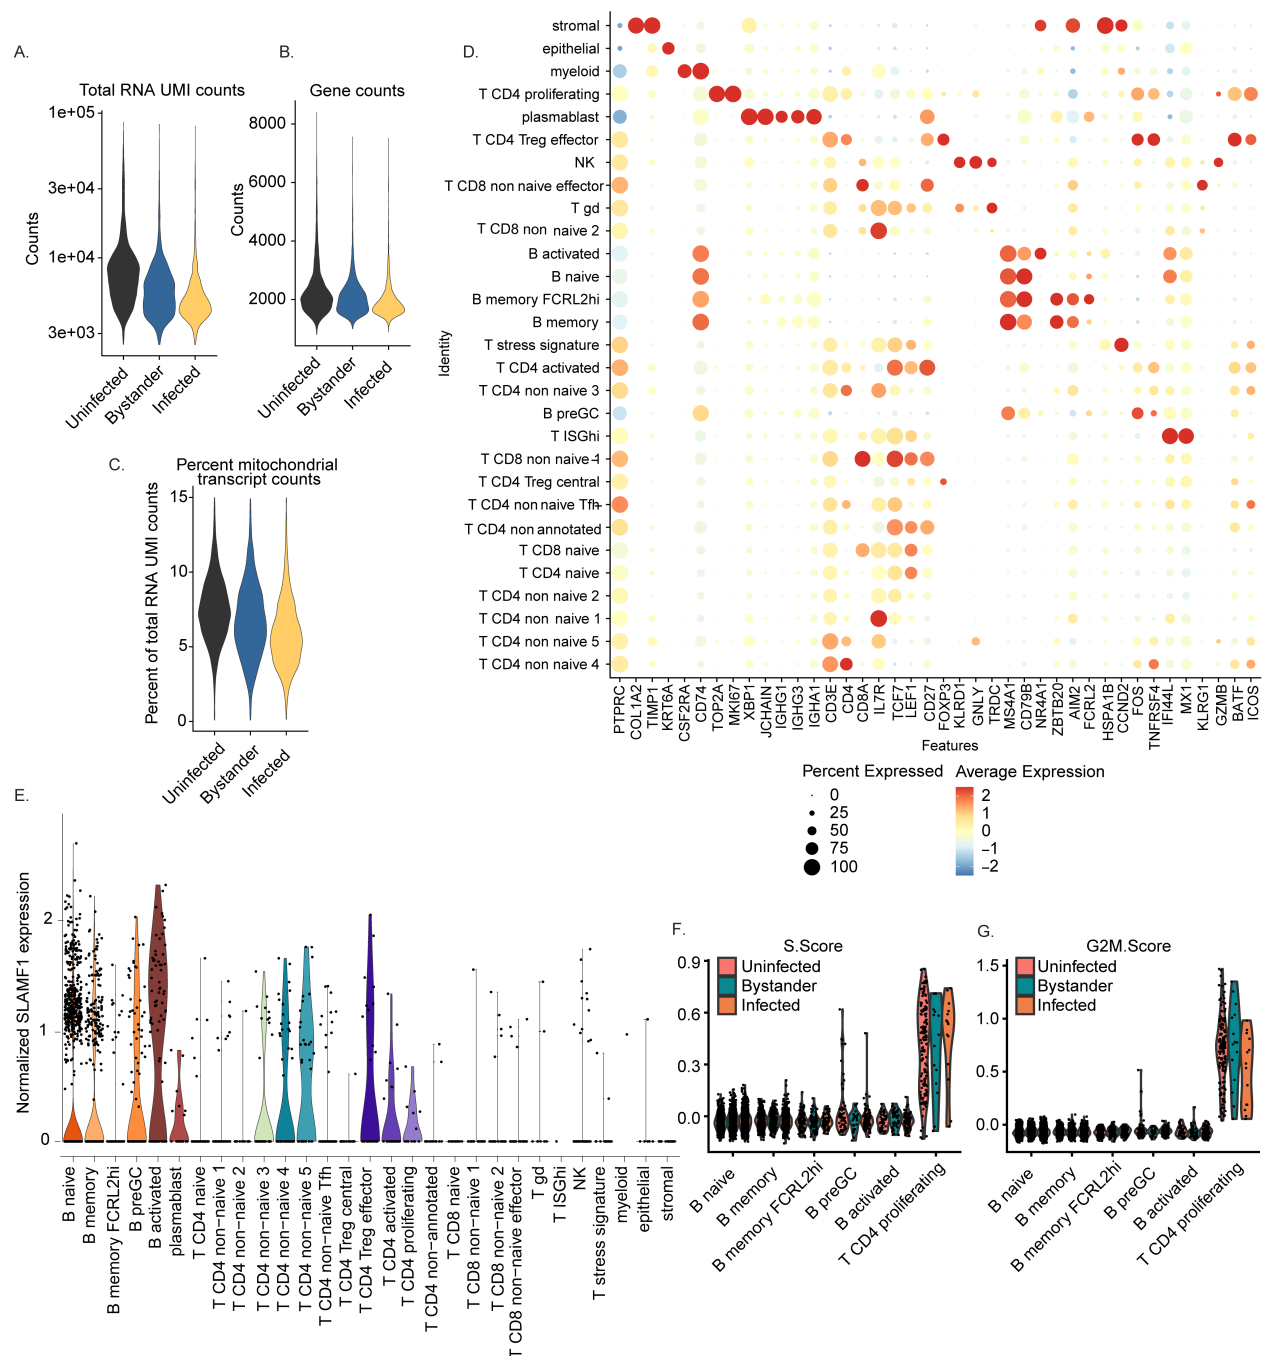 A.
Total RNA UMI counts
Counts
1e+05
3e+04
1e+04
3e+03
Uninfected
Bystander
Infected
B.
Gene counts
Counts
8000
6000
4000
2000
Uninfected
Bystander
Infected
C.
Percent mitochondrial
transcript counts
Percent of total RNA UMI counts
15
10
5
0
Uninfected
Bystander
Infected
D.
Identity
stromal
epithelial
myeloid
T CD4 proliferating
plasmablast
T CD4 Treg effector
NK
T CD8 non naive effector
T gd
T CD8 non naive 2
B activated
B naive
B memory FCRL2hi
B memory
T stress signature
T CD4 activated
T CD4 non naive 3
B preGC
T ISGhi
T CD8 non naive 1
T CD4 Treg central
T CD4 non naive Tfh
T CD4 non annotated
T CD8 naive
T CD4 naive
T CD4 non naive 2
T CD4 non naive 1
T CD4 non naive 5
T CD4 non naive 4
PTPRC
COL1A2
TIMP1
KRT6A
CSF2RA
CD74
TOP2A
MKI67
XBP1
JCHAIN
IGHG1
IGHG3
IGHA1
CD3E
CD4
CD8A
IL7R
TCF7
LEF1
CD27
FOXP3
KLRD1
GNLY
TRDC
MS4A1
CD79B
NR4A1
ZBTB20
AIM2
FCRL2
HSPA1B
CCND2
FOS
TNFRSF4
IFI44L
MX1
KLRG1
GZMB
BATF
ICOS
Features
Percent Expressed
0
25
50
75
100
Average Expression
2
1
0
−1
−2
E.
Normalized SLAMF1 expression
2
1
0
B naive
B memory
B memory FCRL2hi
B preGC
B activated
plasmablast
T CD4 naive
T CD4 non−naive 1
T CD4 non−naive 2
T CD4 non−naive 3
T CD4 non−naive 4
T CD4 non−naive 5
T CD4 non−naive Tfh
T CD4 Treg central
T CD4 Treg effector
T CD4 activated
T CD4 proliferating
T CD4 non−annotated
T CD8 naive
T CD8 non−naive 1
T CD8 non−naive 2
T CD8 non−naive effector
T gd
T ISGhi
NK
T stress signature
myeloid
epithelial
stromal
F.
S.Score
0.9
0.6
0.3
0.0
Uninfected
Bystander
Infected
B naive
B memory
B memory FCRL2hi
B preGC
B activated
T CD4 proliferating
G.
G2M.Score
1.5
1.0
0.5
0.0
Uninfected
Bystander
Infected
B naive
B memory
B memory FCRL2hi
B preGC
B activated
T CD4 proliferating